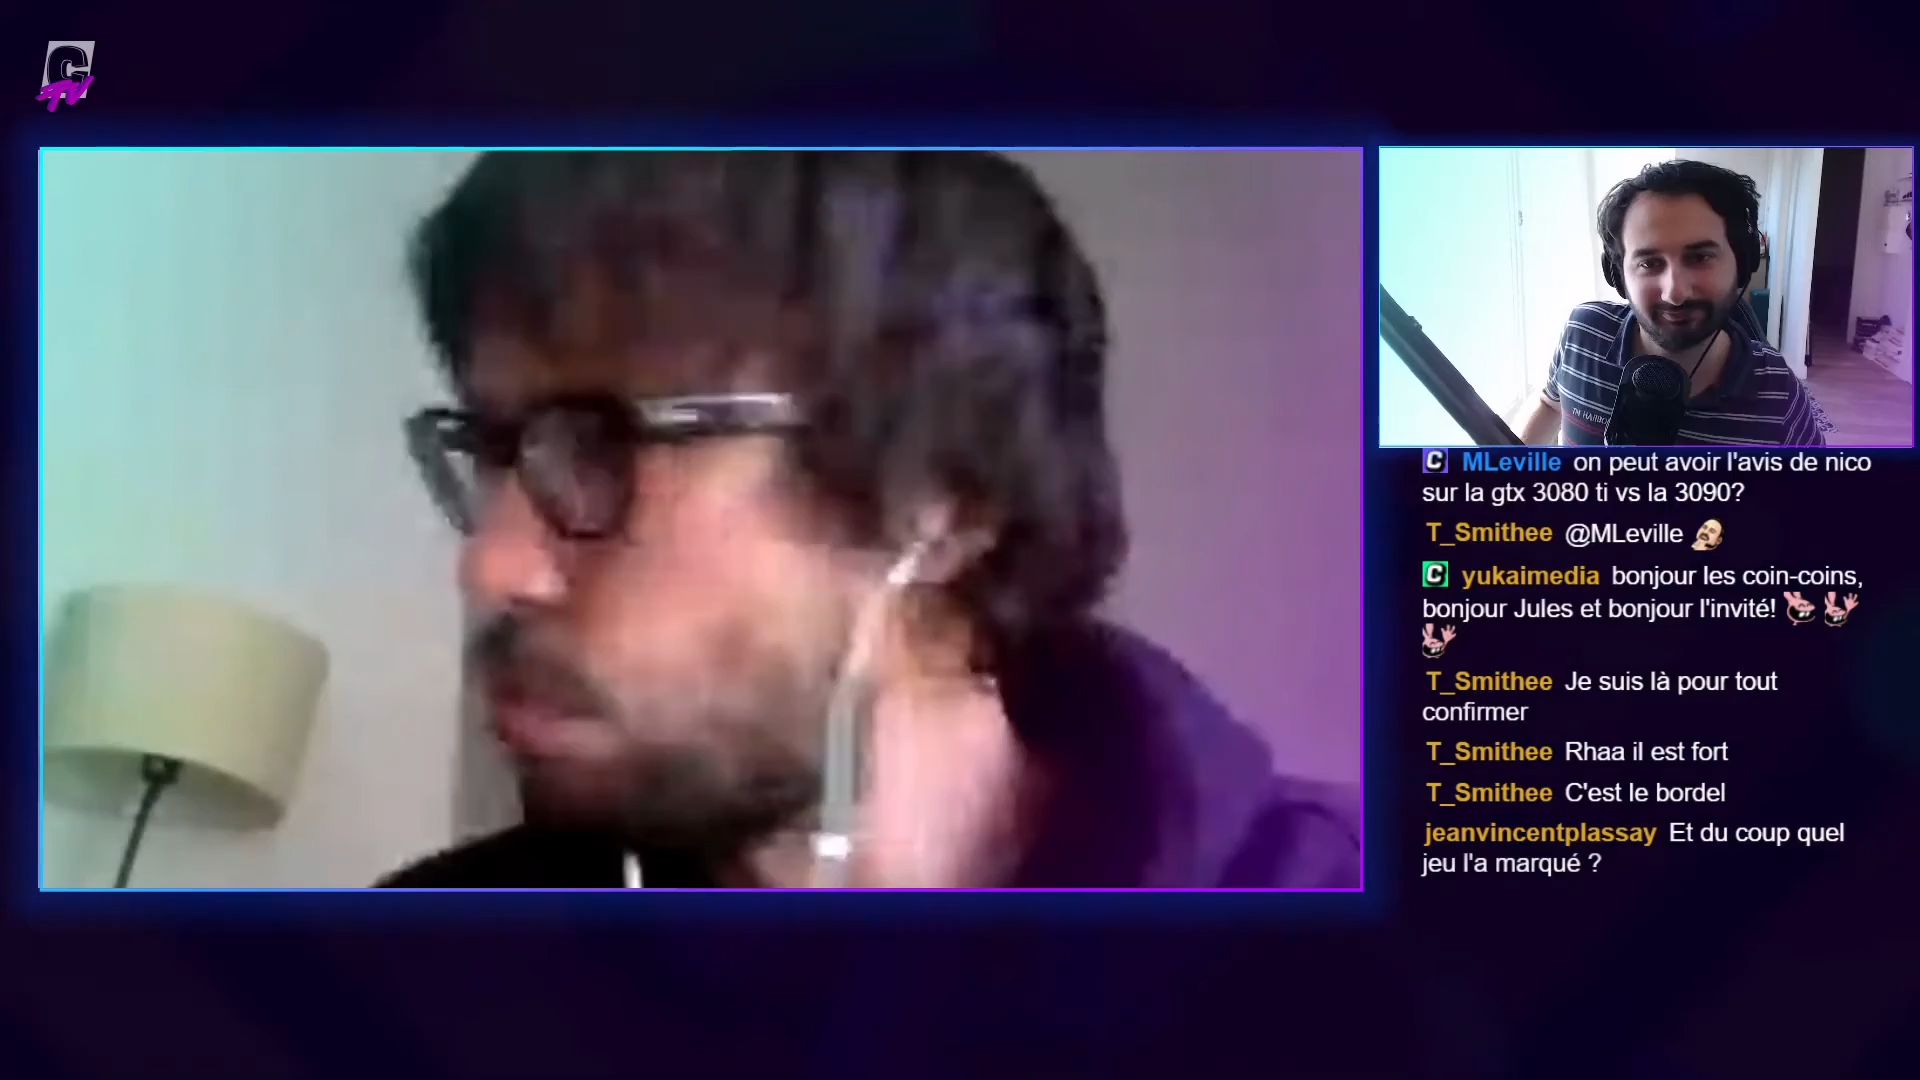 C
TV
MLeville on peut avoir l'avis de nico
sur la gtx 3080 ti vs la 3090?
T_Smithee @MLeville
yukaimedia bonjour les coin-coins,
bonjour Jules et bonjour l'invité!
T_Smithee Je suis là pour tout
confirmer
T_Smithee Rhaa il est fort
T_Smithee C'est le bordel
jeanvincentplassay Et du coup quel
jeu l'a marqué ?